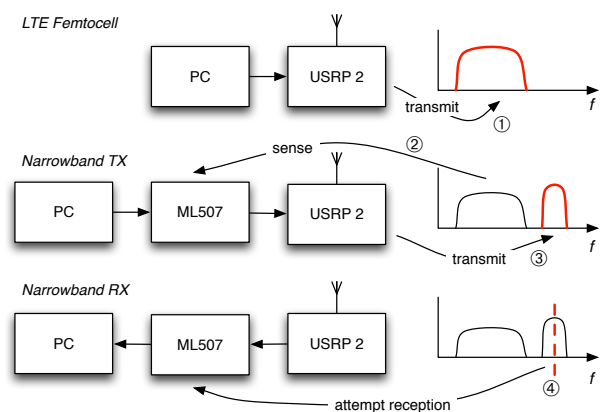 LTE Femtocell
PC
USRP 2
transmit
①
f
sense
②
Narrowband TX
PC
ML507
USRP 2
transmit
③
f
Narrowband RX
PC
ML507
USRP 2
④
f
attempt reception